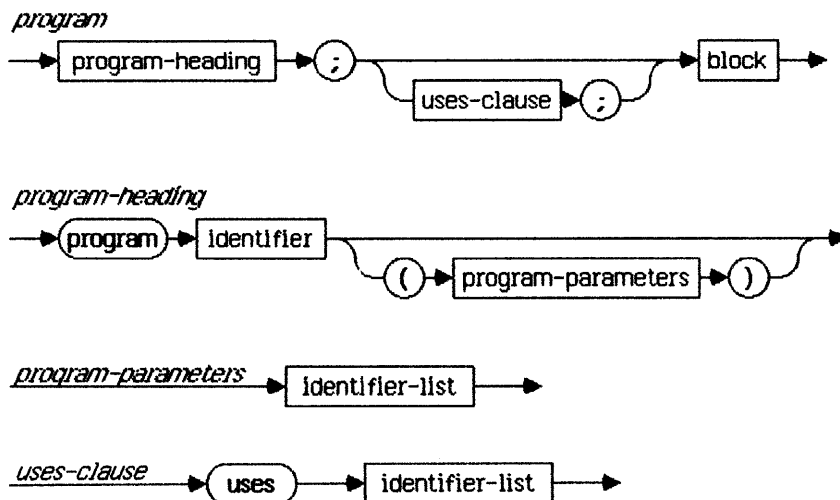 program
program-heading ; block
uses-clause ;
program-heading
program identifier
( program-parameters )
program-parameters identifier-list
uses-clause uses identifier-list